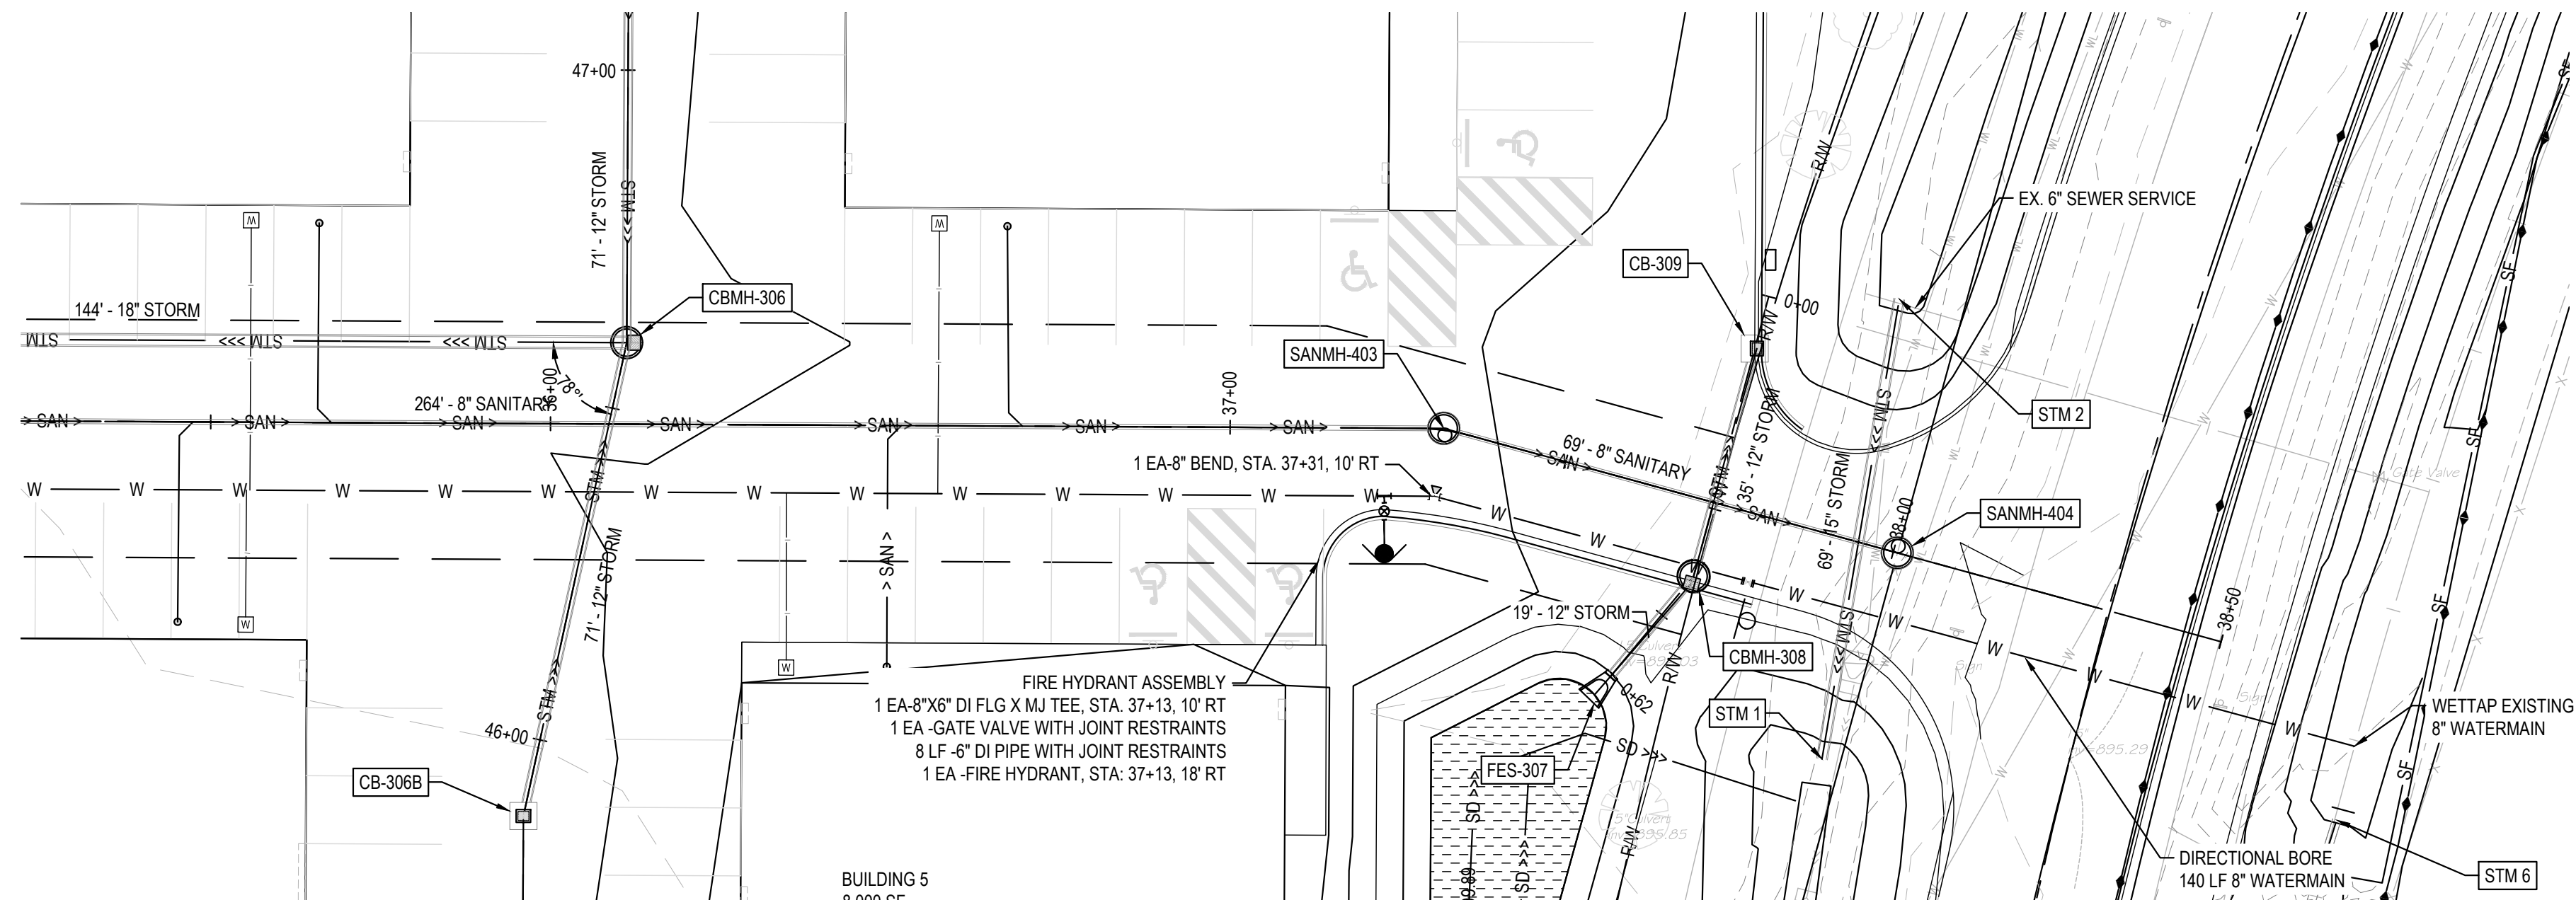 47+00
71' - 12" STORM
STM >>>
EX. 6" SEWER SERVICE
R/W
CB-309
CBMH-306
144' - 18" STORM
0+00
R/W
STM
STM >>>
STM >>>
SANMH-403
78°
36+00
264' - 8" SANITARY
37+00
STM 2
SAN
SAN
SAN
SAN
SAN
SAN
SAN
69' - 8" SANITARY
SAN
SAN
1 EA-8" BEND, STA. 37+31, 10' RT
35' - 12" STORM
STM >>>
69' - 15" STORM
STM >>>
Gate Valve
SANMH-404
38+00
W W W W W W W W W W W W W W
W W W W W W W W
STM >>>
71' - 12" STORM
> SAN >
19' - 12" STORM
38+50
CBMH-308
Sign
Sign
FIRE HYDRANT ASSEMBLY
1 EA-8"X6" DI FLG X MJ TEE, STA. 37+13, 10' RT
1 EA -GATE VALVE WITH JOINT RESTRAINTS
8 LF -6" DI PIPE WITH JOINT RESTRAINTS
1 EA -FIRE HYDRANT, STA: 37+13, 18' RT
0+62
R/W
STM 1
STM >>>
WETTAP EXISTING
8" WATERMAIN
STM >>>
46+00
SD >>>
FES-307
CB-306B
SD >>>
SD >>>
R/W
DIRECTIONAL BORE
140 LF 8" WATERMAIN
STM 6
BUILDING 5
SF
SF
SF
SF
SF